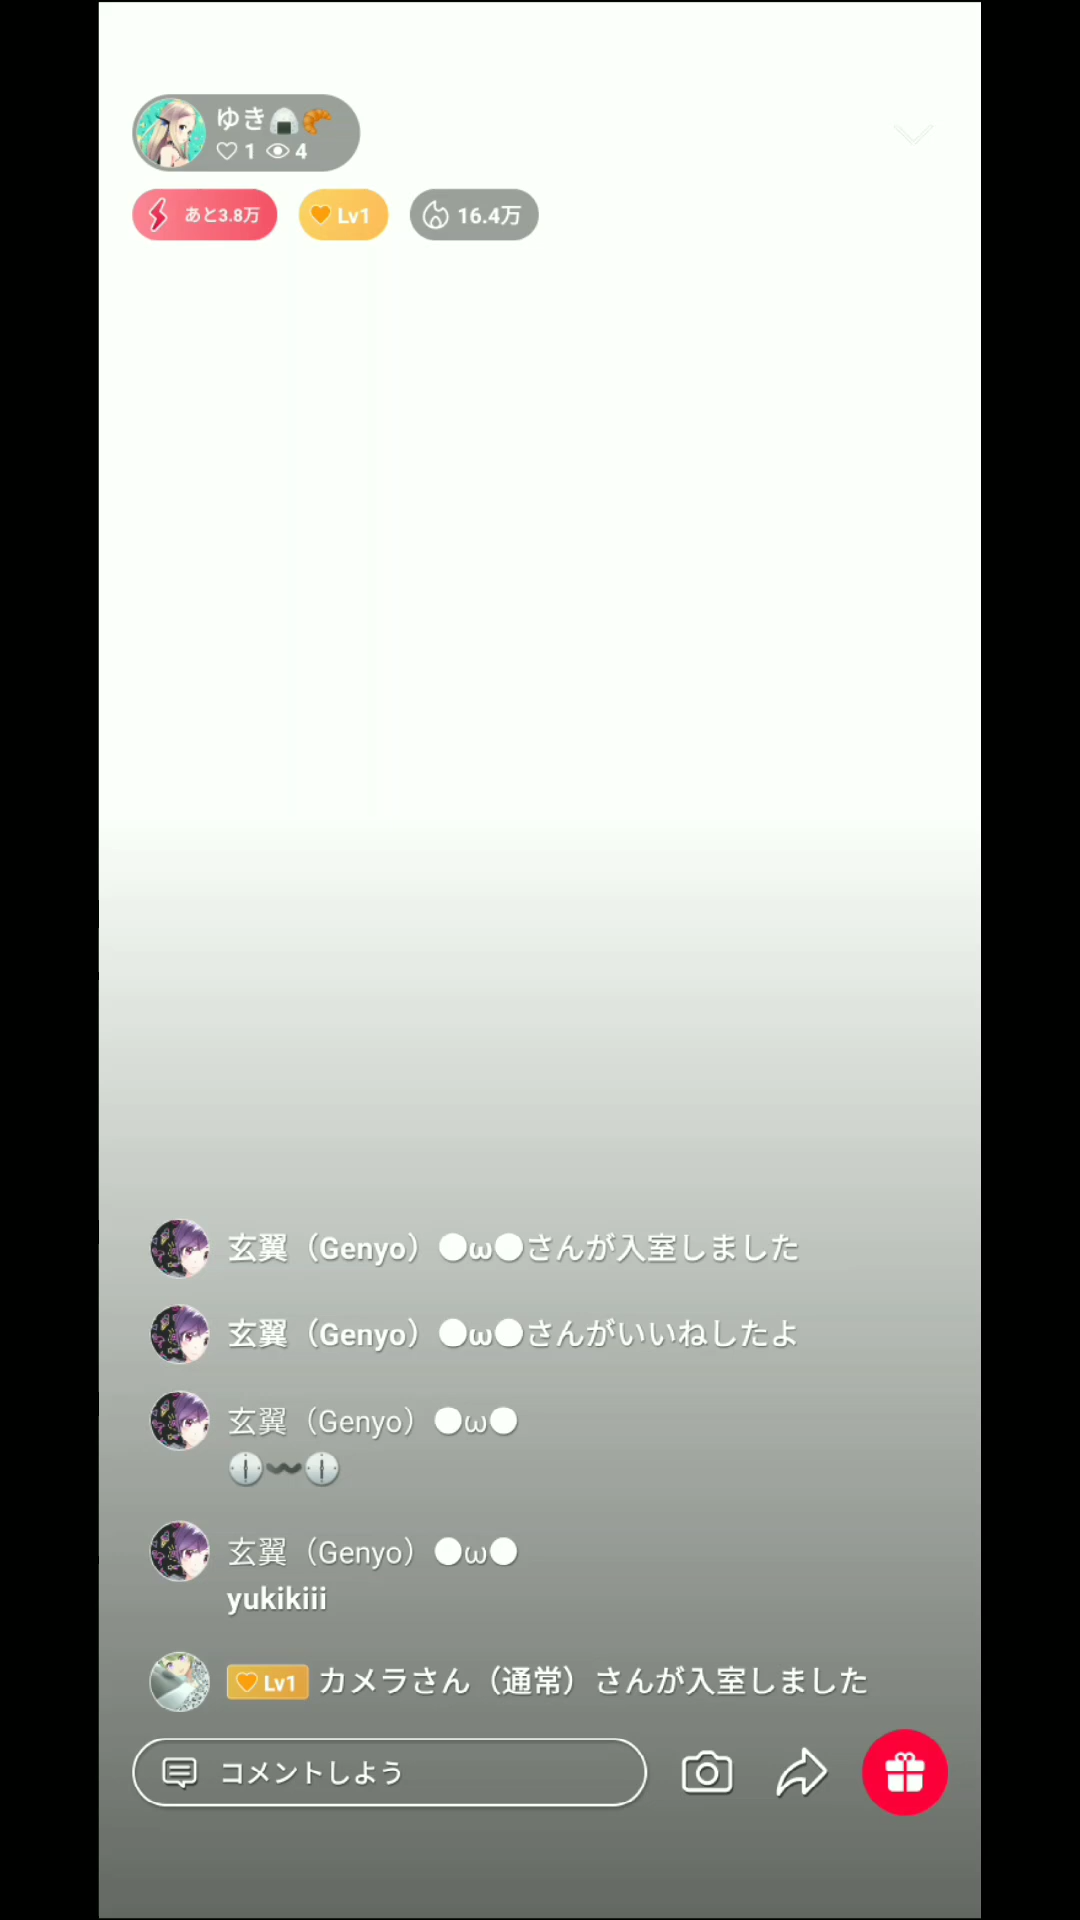 ゆき🍙🥐
1 4
あと3.8万 Lv1 16.4万
玄翼（Genyo）●ω●さんが入室しました
玄翼（Genyo）●ω●さんがいいねしたよ
玄翼（Genyo）●ω●
玄翼（Genyo）●ω●
yukikiii
Lv1 カメラさん（通常）さんが入室しました
コメントしよう